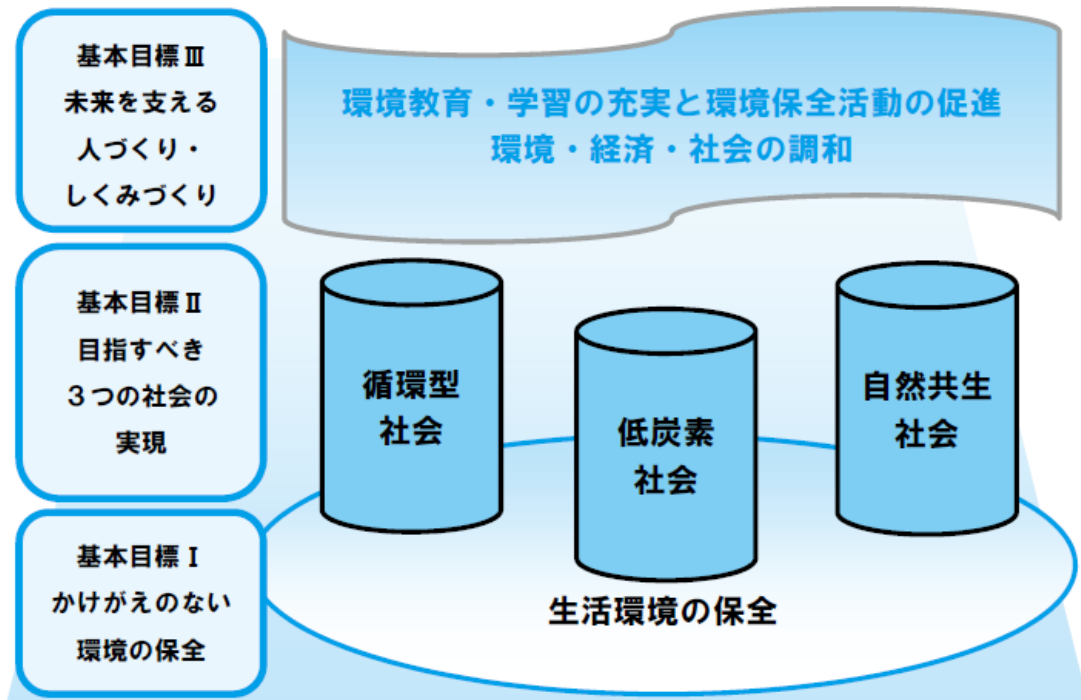 基本目標Ⅲ
未来を支える
人づくり・
しくみづくり
環境教育・学習の充実と環境保全活動の促進
環境・経済・社会の調和
基本目標Ⅱ
目指すべき
３つの社会の
実現
循環型
社会
低炭素
社会
自然共生
社会
基本目標Ⅰ
かけがえのない
環境の保全
生活環境の保全